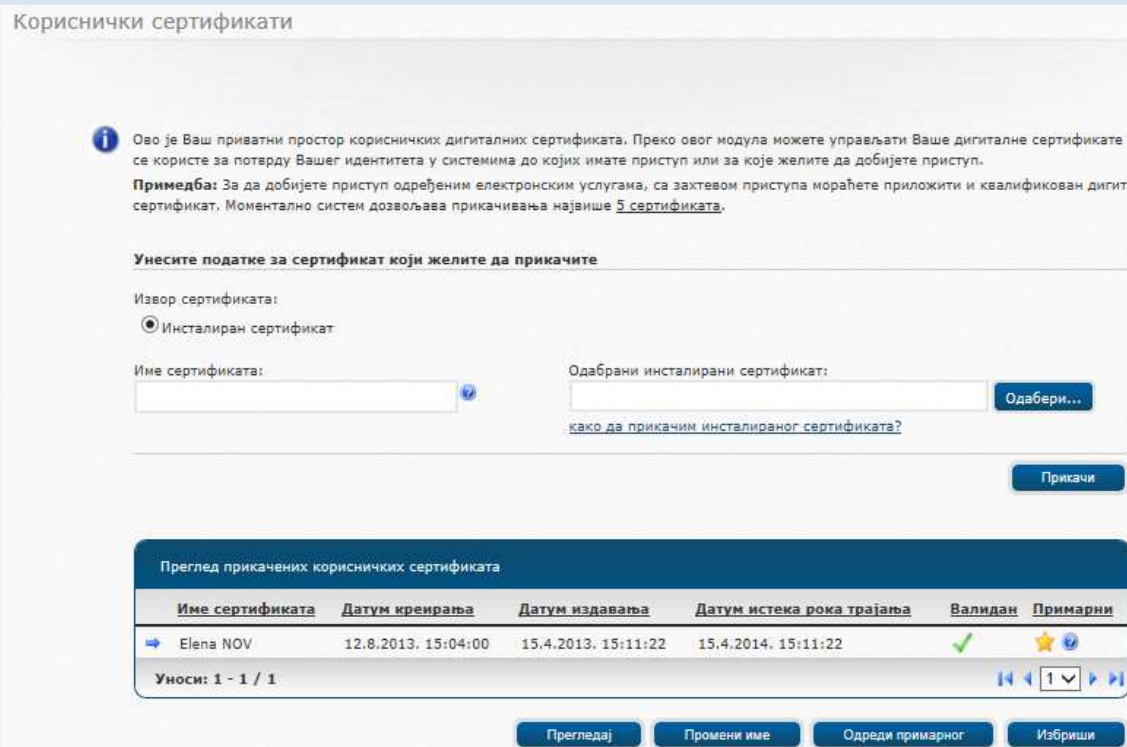 Кориснички сертификати
Ово је Ваш приватни простор корисничких дигиталних сертификата. Преко овог модула можете управљати Ваше дигиталне сертификате
се користе за потврду Вашег идентитета у системима до којих имате приступ или за које желите да добијете приступ.
Примедба: За да добијете приступ одређеним електронским услугама, са захтевом приступа мораћете приложити и квалификован дигит
сертификат. Моментално систем дозвољава прикачивања највише 5 сертификата.
Унесите податке за сертификат који желите да прикачите
Извор сертификата:
Инсталиран сертификат
Име сертификата: Одабрани инсталирани сертификат:
Одабери...
како да прикачим инсталираног сертификата?
Прикачи
Преглед прикачених корисничких сертификата
Име сертификата Датум креирања Датум издавања Датум истека рока трајања Валидан Примарни
Elena NOV 12.8.2013. 15:04:00 15.4.2013. 15:11:22 15.4.2014. 15:11:22
Уноси: 1 - 1 / 1 1
Прегледај Промени име Одреди примарног Избриши